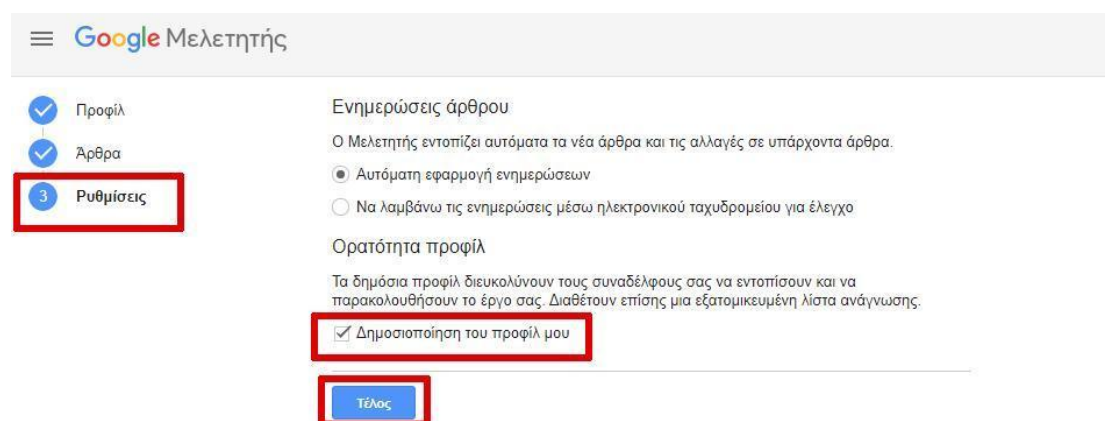 Google Μελετητής
Προφίλ
Άρθρα
3 Ρυθμίσεις
Ενημερώσεις άρθρου
Ο Μελετητής εντοπίζει αυτόματα τα νέα άρθρα και τις αλλαγές σε υπάρχοντα άρθρα.
Αυτόματη εφαρμογή ενημερώσεων
Να λαμβάνω τις ενημερώσεις μέσω ηλεκτρονικού ταχυδρομείου για έλεγχο
Ορατότητα προφίλ
Τα δημόσια προφίλ διευκολύνουν τους συναδέλφους σας να εντοπίσουν και να
παρακολουθήσουν το έργο σας. Διαθέτουν επίσης μια εξατομικευμένη λίστα ανάγνωσης.
Δημοσιοποίηση του προφίλ μου
Τέλος